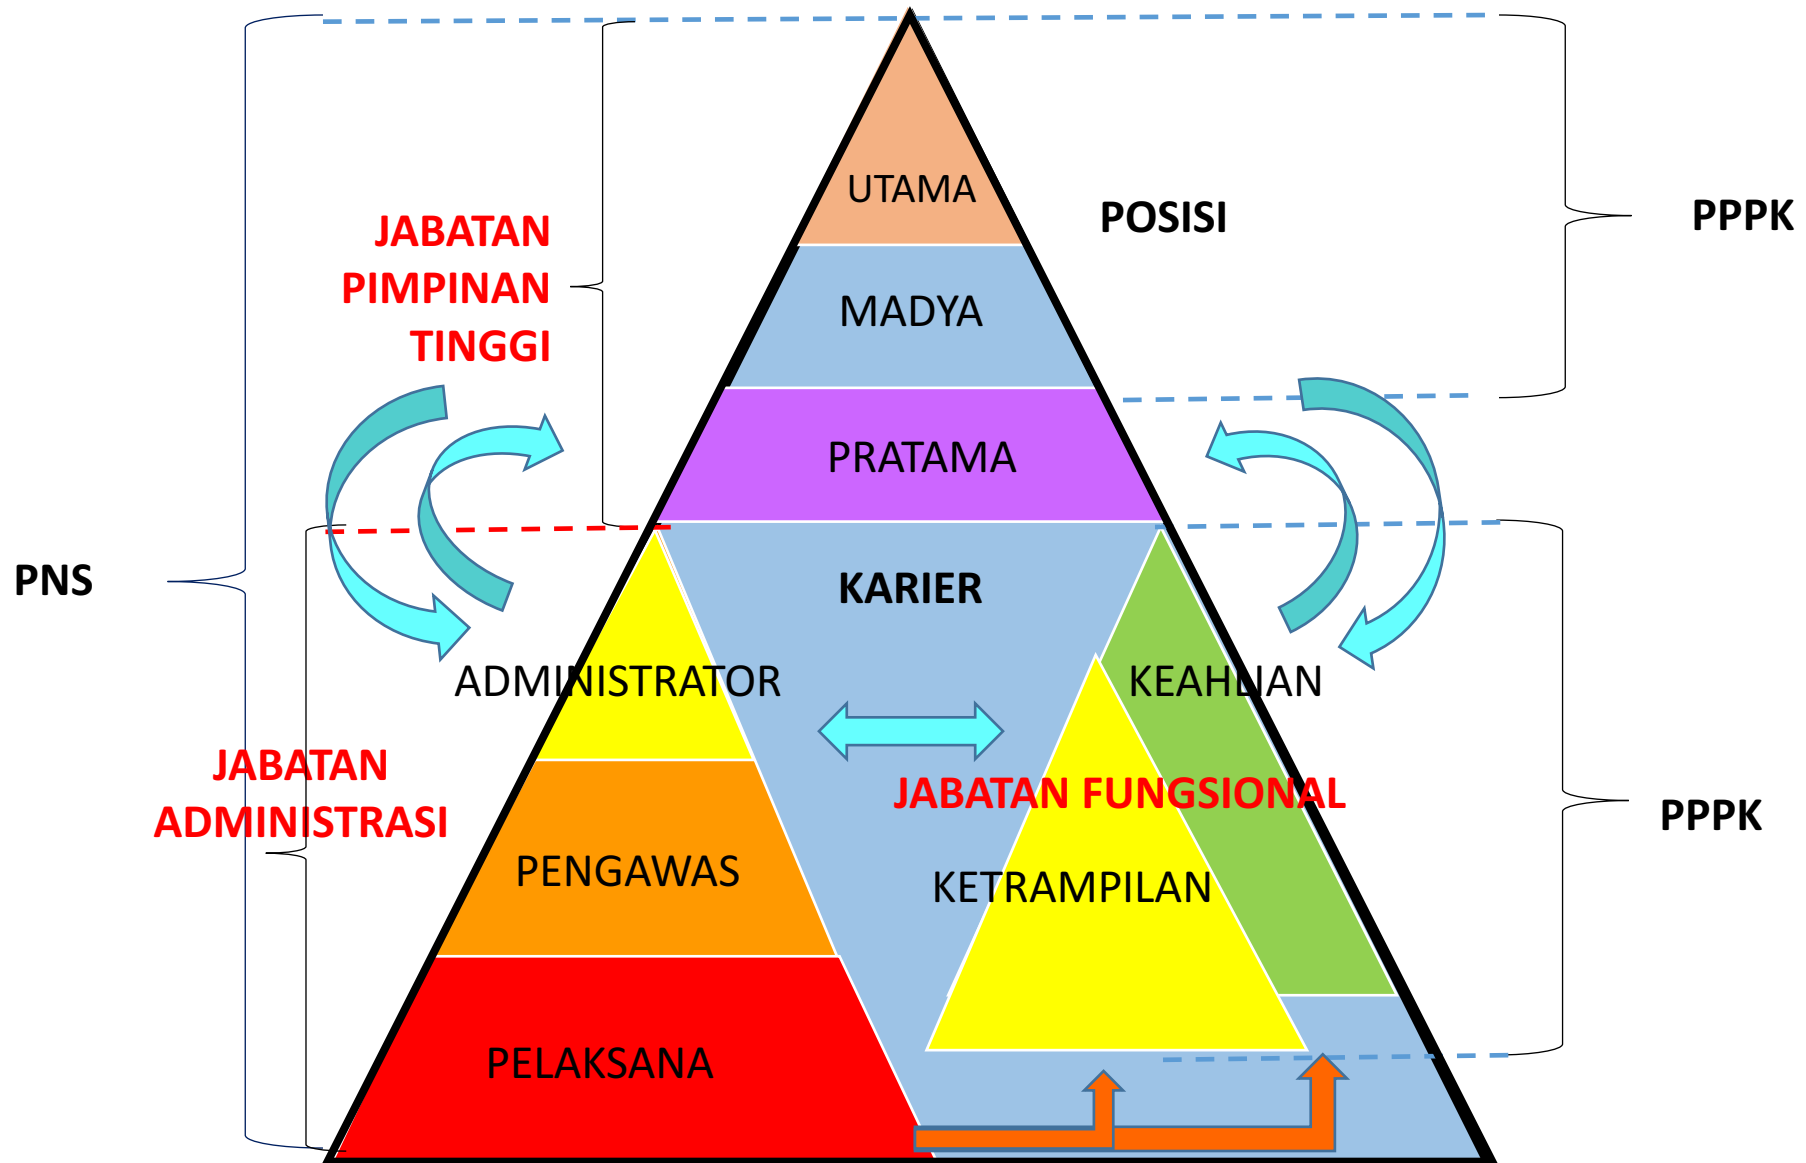 UTAMA
POSISI
PPPK
JABATAN
PIMPINAN
TINGGI
MADYA
PRATAMA
PNS
KARIER
ADMINISTRATOR
KEAHLIAN
JABATAN
ADMINISTRASI
JABATAN FUNGSIONAL
PPPK
PENGAWAS
KETRAMPILAN
PELAKSANA